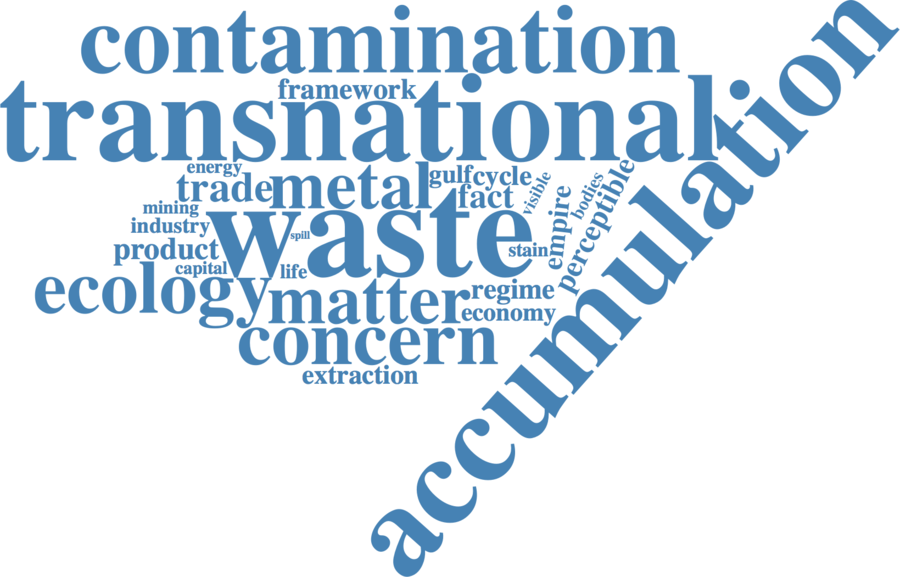 contamination
accumulation
framework
transnational
energy
trade
metal
gulf
cycle
fact
visible
bodies
perceptible
empire
mining
industry
waste
spill
stain
product
capital
life
ecology
matter
regime
economy
concern
extraction